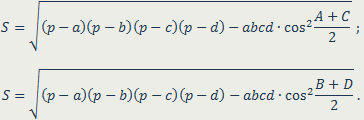 S = √((p − a)(p − b)(p − c)(p − d) − abcd · cos² (A + C)/2) ;
S = √((p − a)(p − b)(p − c)(p − d) − abcd · cos² (B + D)/2) .